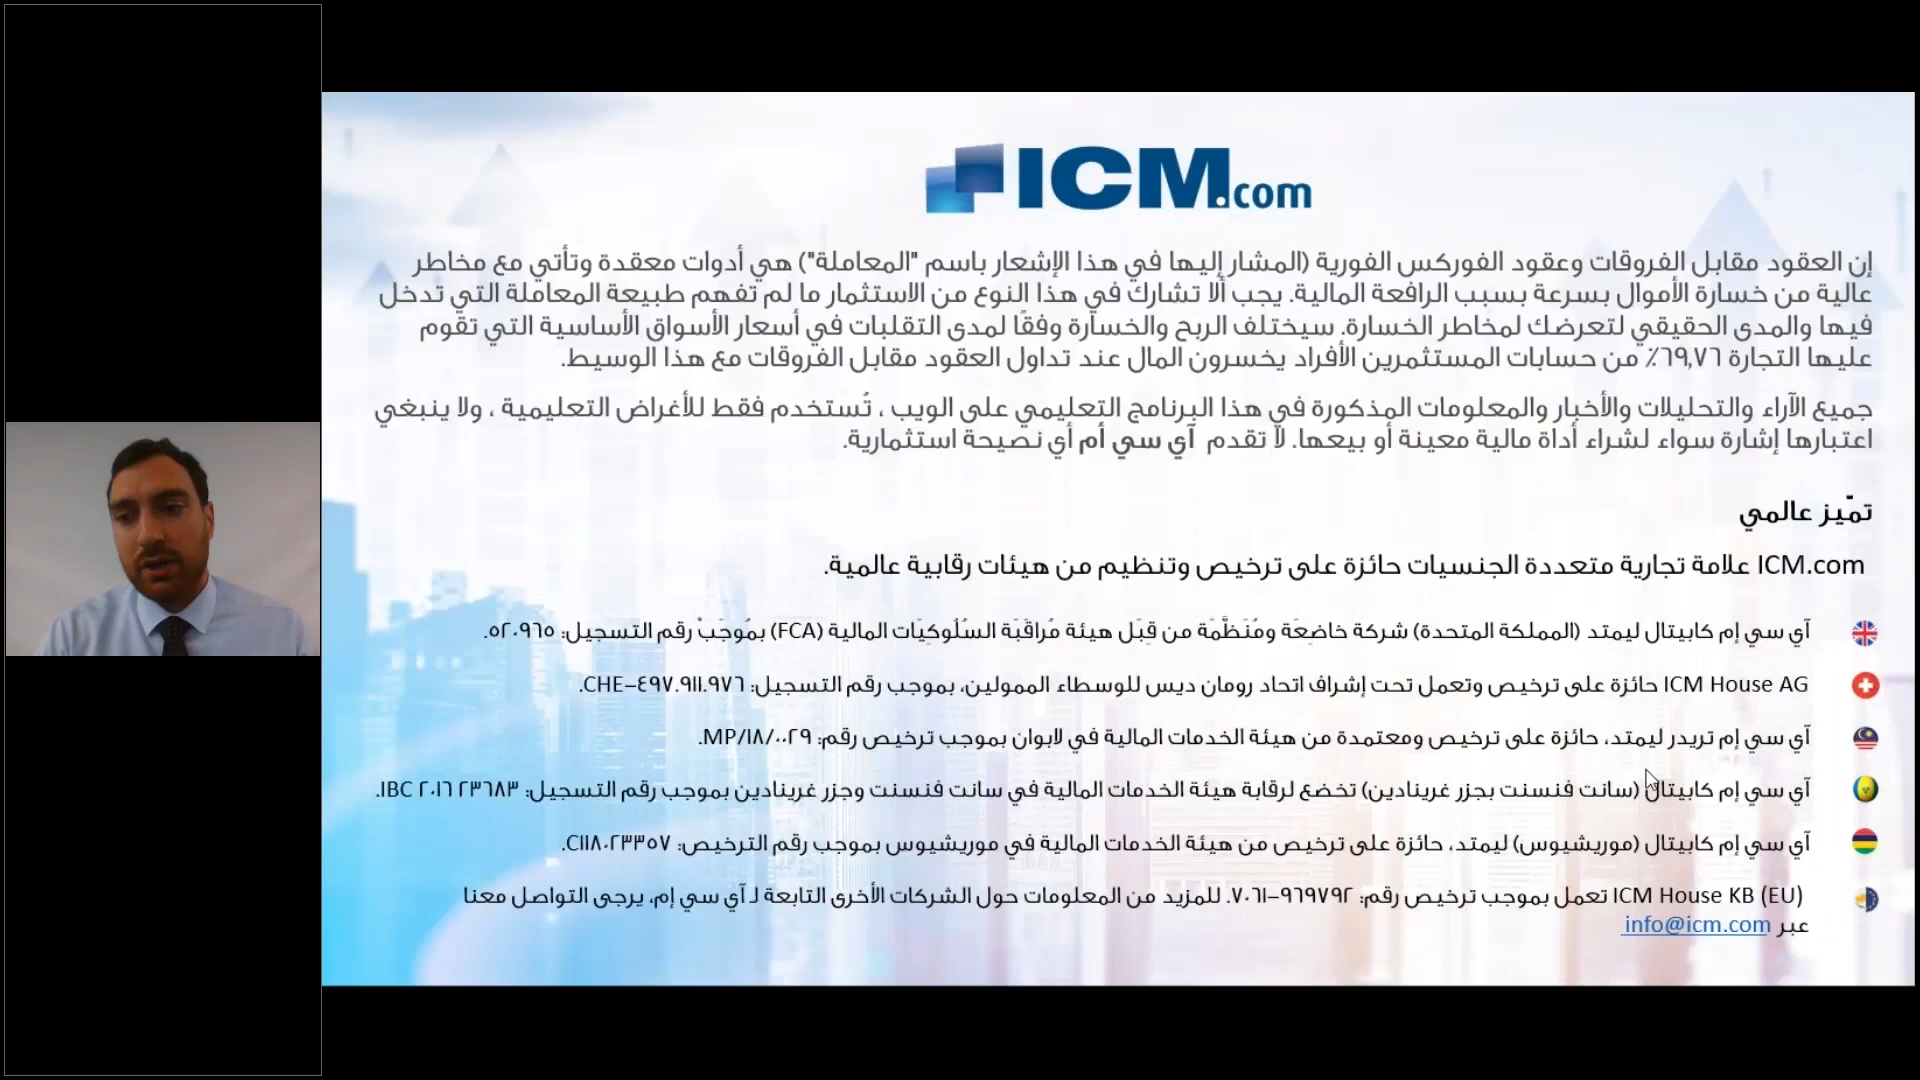 ICM.com
إن العقود مقابل الفروقات وعقود الفوركس الفورية (المشار إليها في هذا الإشعار باسم "المعاملة") هي أدوات معقدة وتأتي مع مخاطر
عالية من خسارة الأموال بسرعة بسبب الرافعة المالية. يجب ألا تشارك في هذا النوع من الاستثمار ما لم تفهم طبيعة المعاملة التي تدخل
فيها والمدى الحقيقي لتعرضك لمخاطر الخسارة. سيختلف الربح والخسارة وفقًا لمدى التقلبات في أسعار الأسواق الأساسية التي تقوم
عليها التجارة ٦٩,٧٦٪ من حسابات المستثمرين الأفراد يخسرون المال عند تداول العقود مقابل الفروقات مع هذا الوسيط.
جميع الآراء والتحليلات والأخبار والمعلومات المذكورة في هذا البرنامج التعليمي على الويب ، تُستخدم فقط للأغراض التعليمية ، ولا ينبغي
اعتبارها إشارة سواء لشراء أداة مالية معينة أو بيعها. لا تقدم آي سي أم أي نصيحة استثمارية.
تمّيز عالمي
ICM.com علامة تجارية متعددة الجنسيات حائزة على ترخيص وتنظيم من هيئات رقابية عالمية.
آي سي إم كابيتال ليمتد (المملكة المتحدة) شركة خاضِعَة ومُنَظَّمَة من قِبَل هيئة مُراقَبَة السُلُوكِيَات المالية (FCA) بمُوجَبْ رقم التسجيل: ٥٢٠٩٦٥.
ICM House AG حائزة على ترخيص وتعمل تحت إشراف اتحاد رومان ديس للوسطاء الممولين، بموجب رقم التسجيل: CHE-٤٩٧.٩١١.٩٧٦.
آي سي إم تريدر ليمتد، حائزة على ترخيص ومعتمدة من هيئة الخدمات المالية في لابوان بموجب ترخيص رقم: MP/١٨/٠٠٢٩.
آي سي إم كابيتال (سانت فنسنت بجزر غرينادين) تخضع لرقابة هيئة الخدمات المالية في سانت فنسنت وجزر غرينادين بموجب رقم التسجيل: IBC ٢٠١٦ ٢٣٦٨٣.
آي سي إم كابيتال (موريشيوس) ليمتد، حائزة على ترخيص من هيئة الخدمات المالية في موريشيوس بموجب رقم الترخيص: C١١٨٠٢٣٣٥٧.
ICM House KB (EU) تعمل بموجب ترخيص رقم: ٩٦٩٧٩٢-٧٠٦١. للمزيد من المعلومات حول الشركات الأخرى التابعة لـ آي سي إم، يرجى التواصل معنا
عبر info@icm.com